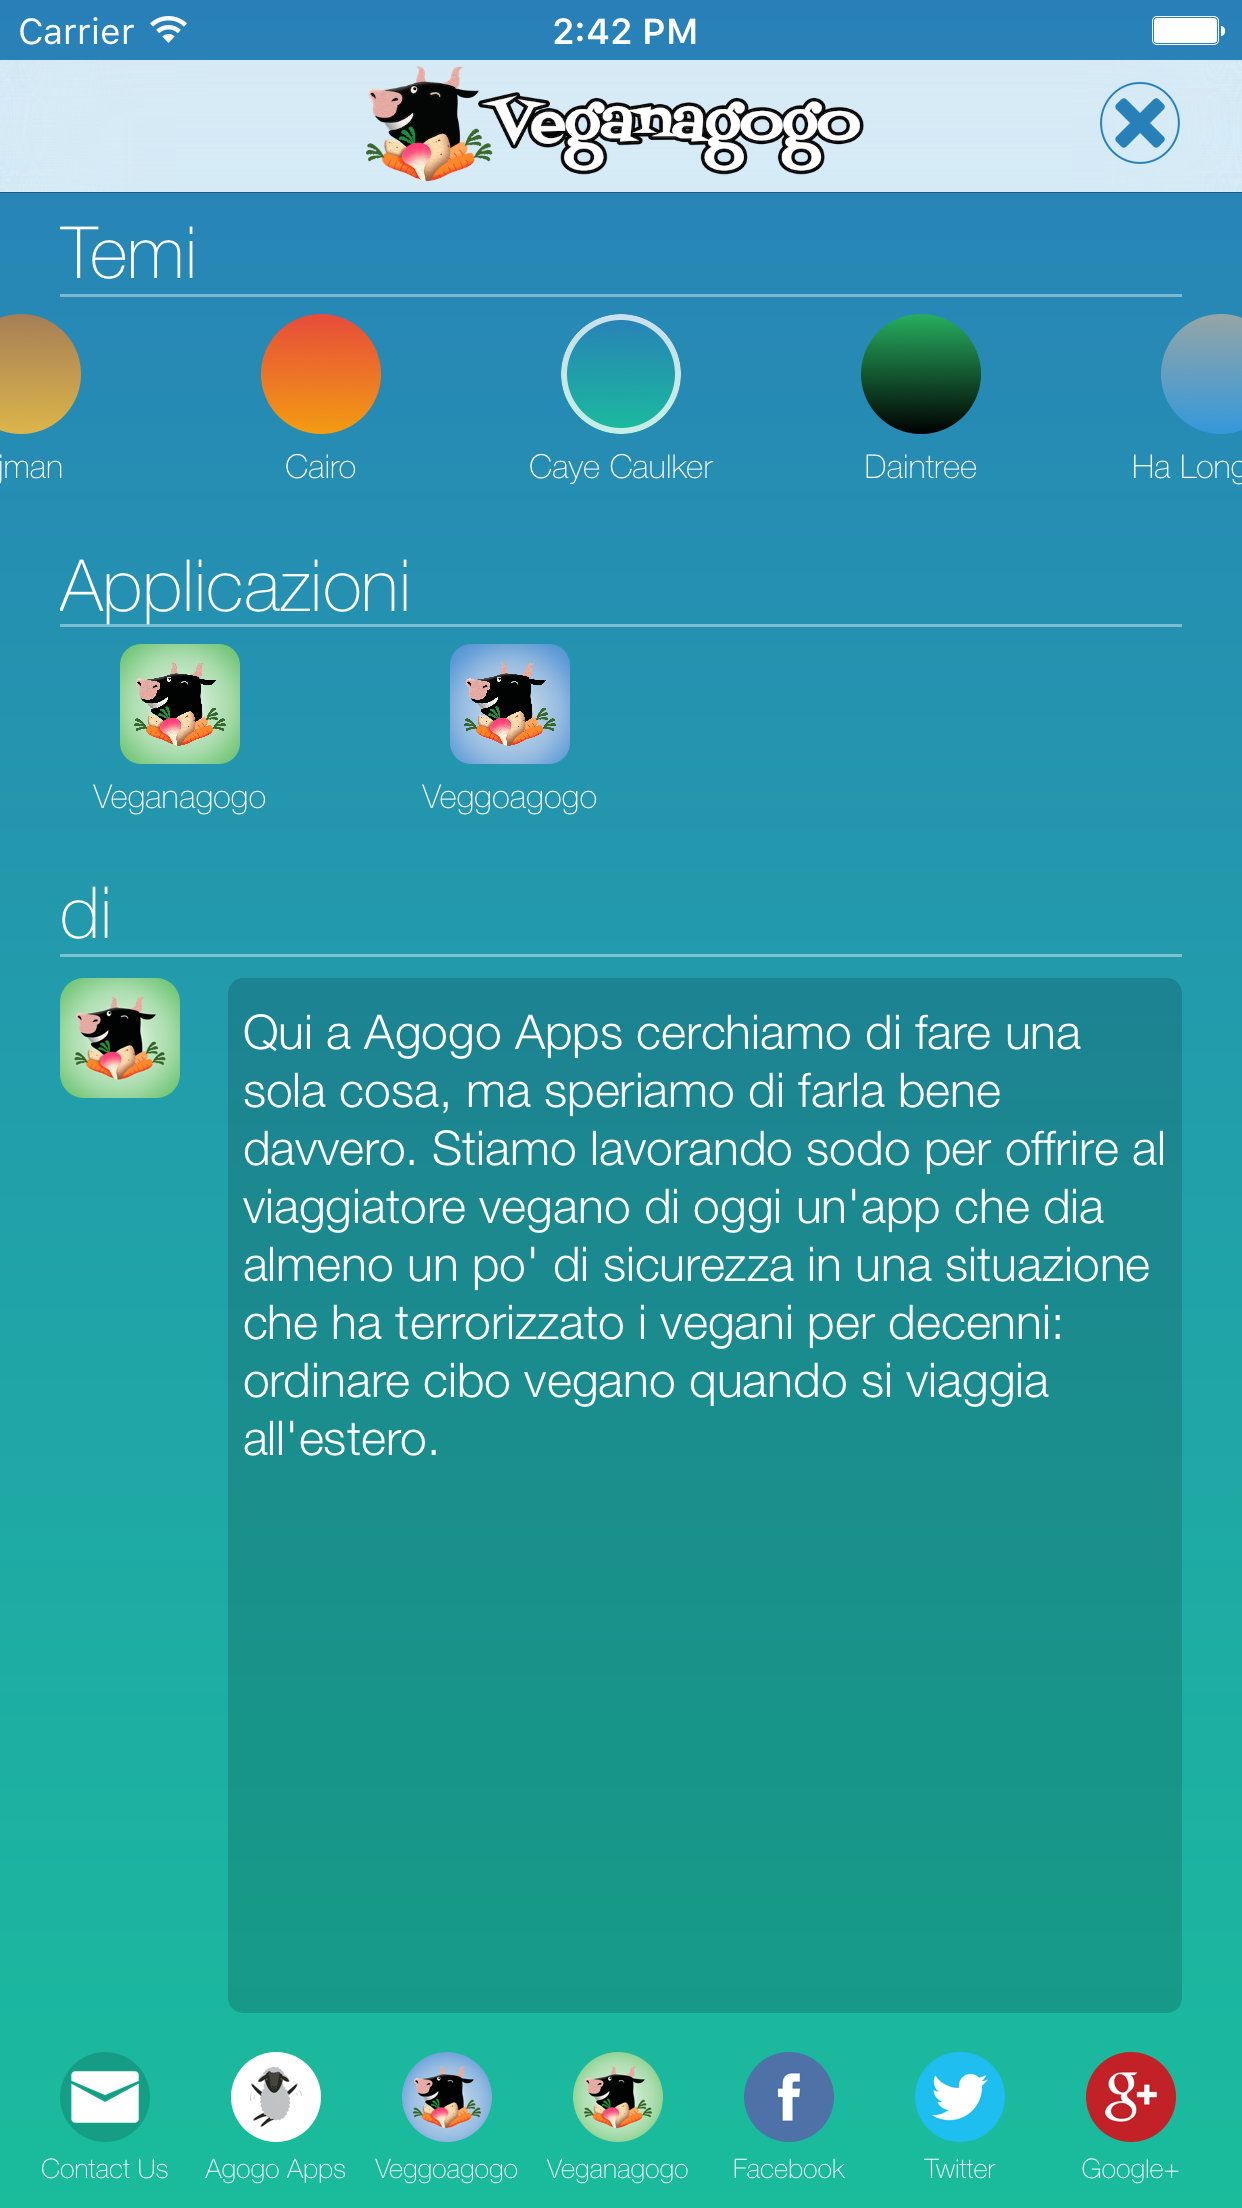 Carrier 2:42 PM
Veganagogo
Temi
jman Cairo Caye Caulker Daintree Ha Long
Applicazioni
Veganagogo Veggoagogo
di
Qui a Agogo Apps cerchiamo di fare una
sola cosa, ma speriamo di farla bene
davvero. Stiamo lavorando sodo per offrire al
viaggiatore vegano di oggi un'app che dia
almeno un po' di sicurezza in una situazione
che ha terrorizzato i vegani per decenni:
ordinare cibo vegano quando si viaggia
all'estero.
f g+
Contact Us Agogo Apps Veggoagogo Veganagogo Facebook Twitter Google+